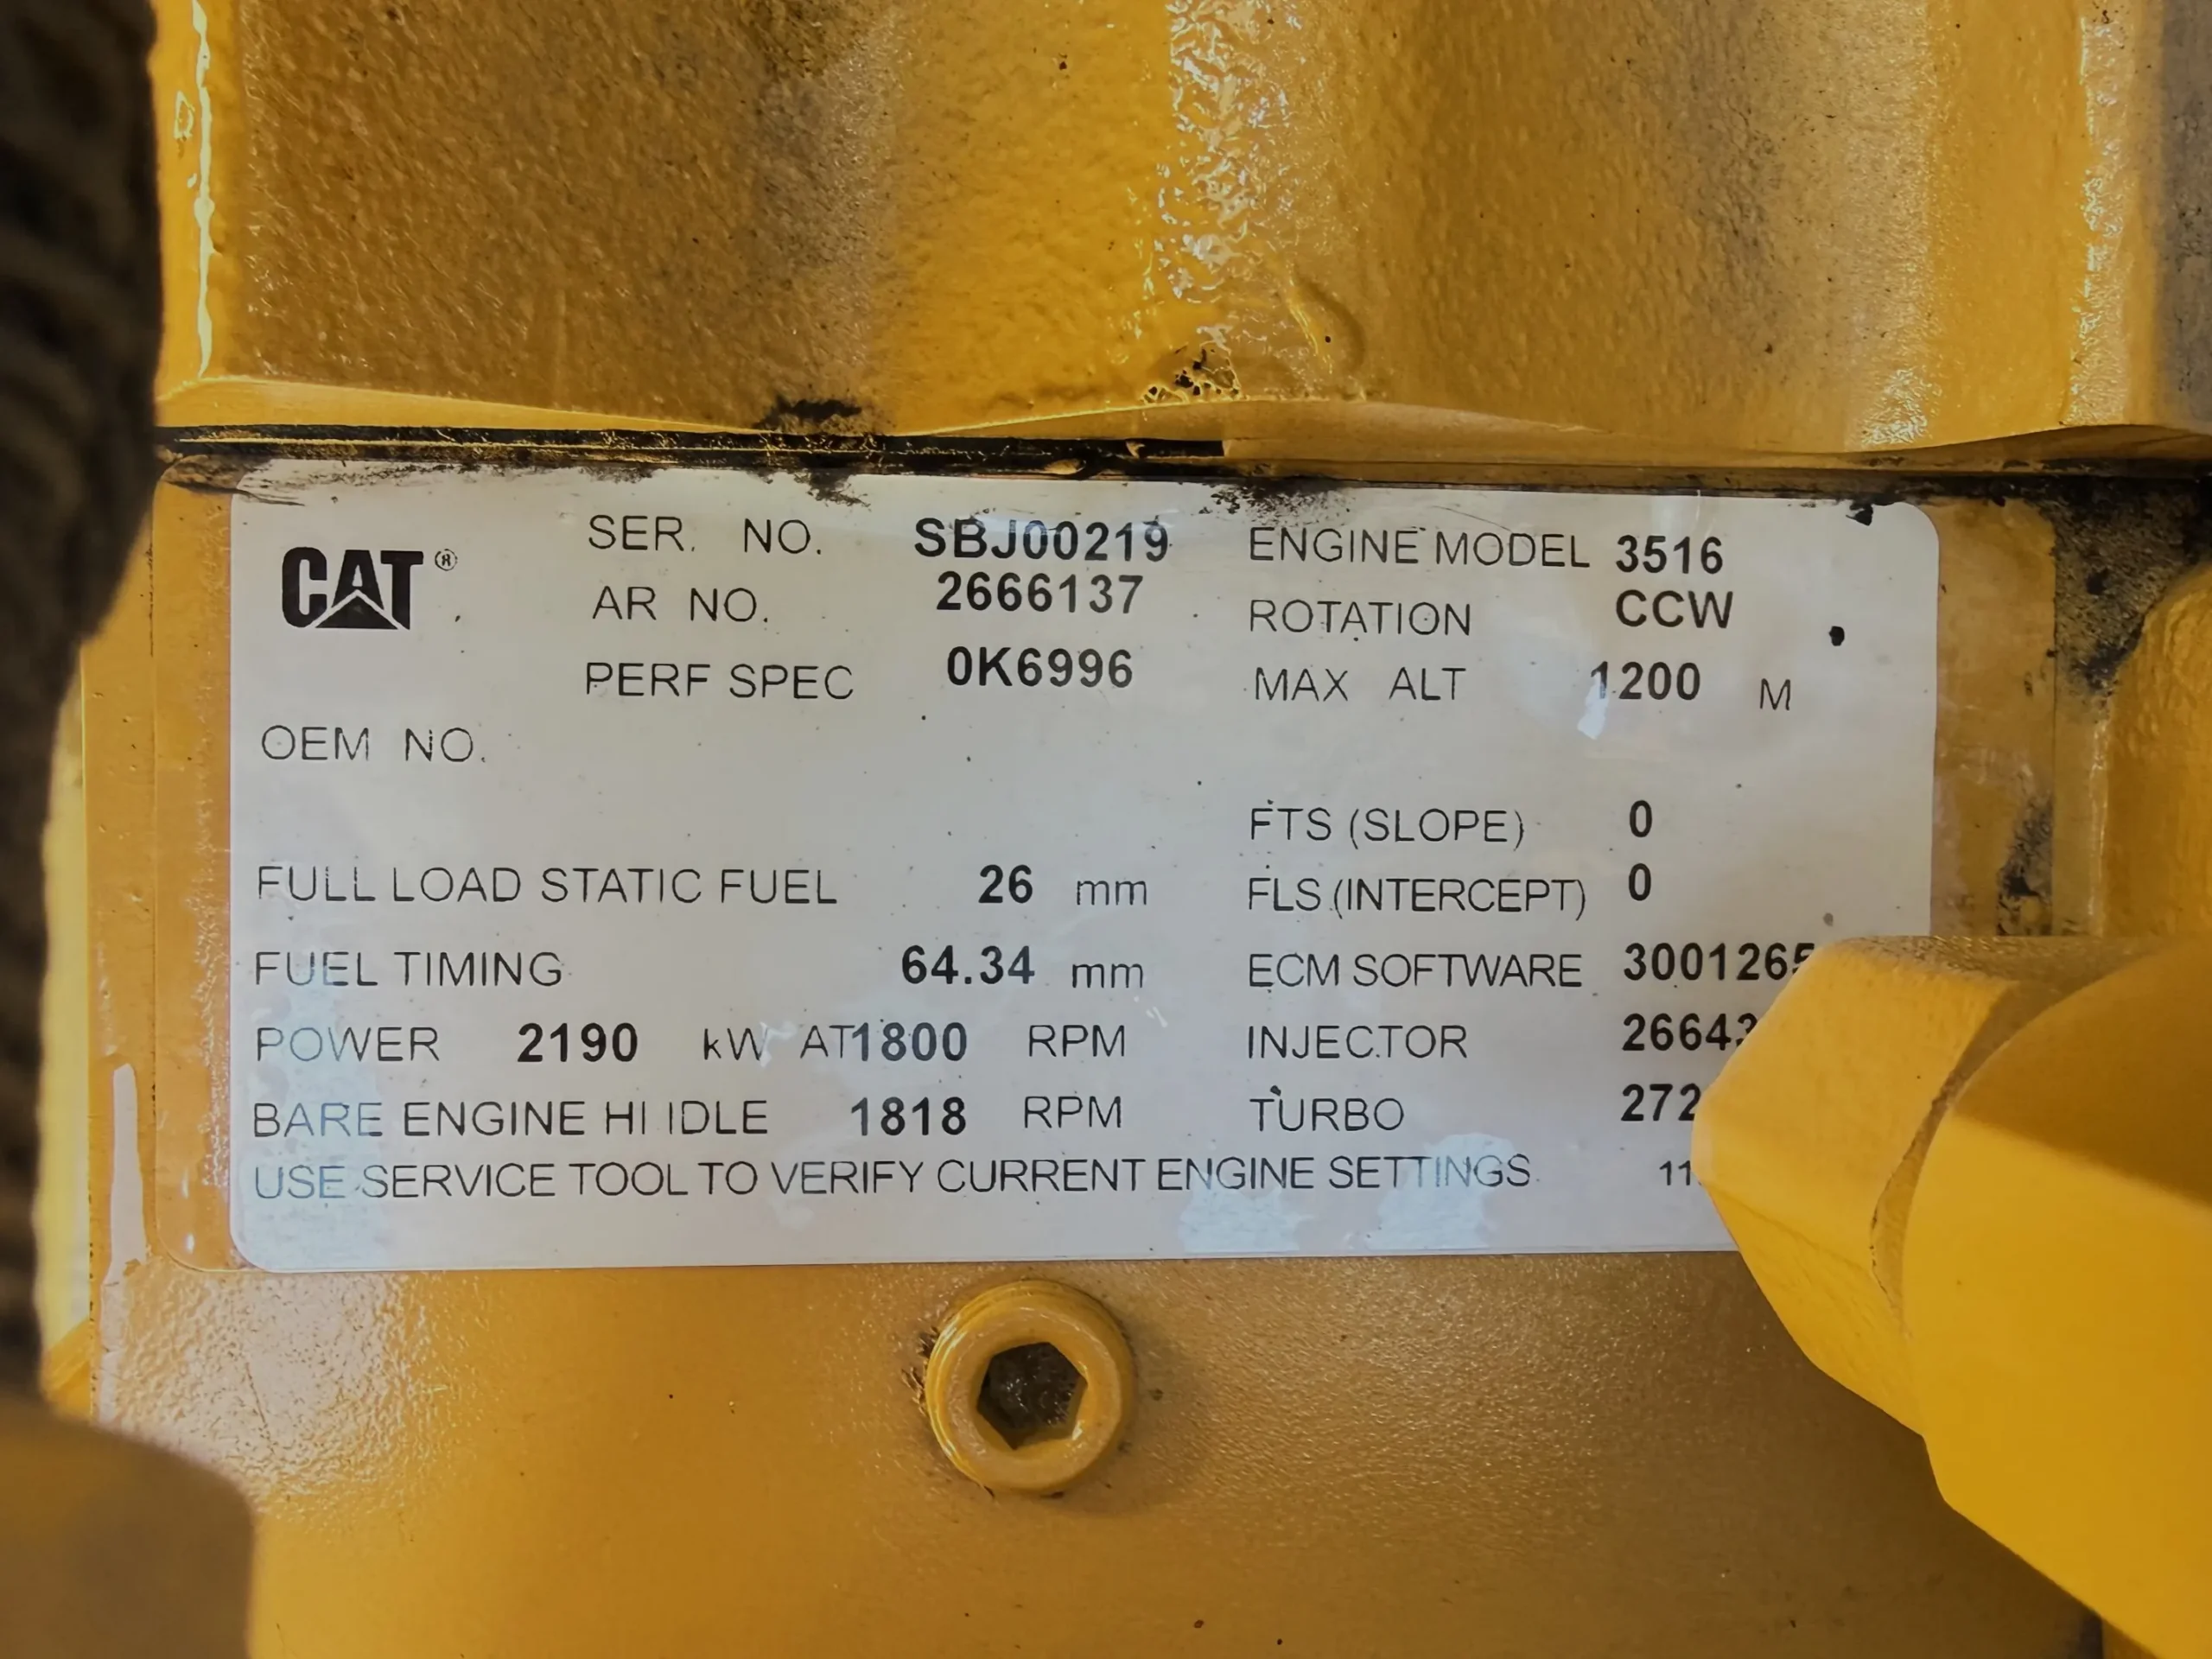 CAT®
SER. NO. SBJ00219 ENGINE MODEL 3516
AR NO. 2666137 ROTATION CCW
PERF SPEC 0K6996 MAX ALT 1200 M
OEM NO.
FTS (SLOPE) 0
FULL LOAD STATIC FUEL 26 mm FLS (INTERCEPT) 0
FUEL TIMING 64.34 mm ECM SOFTWARE
POWER 2190 kW AT 1800 RPM INJECTOR
BARE ENGINE HI IDLE 1818 RPM TURBO
USE SERVICE TOOL TO VERIFY CURRENT ENGINE SETTINGS